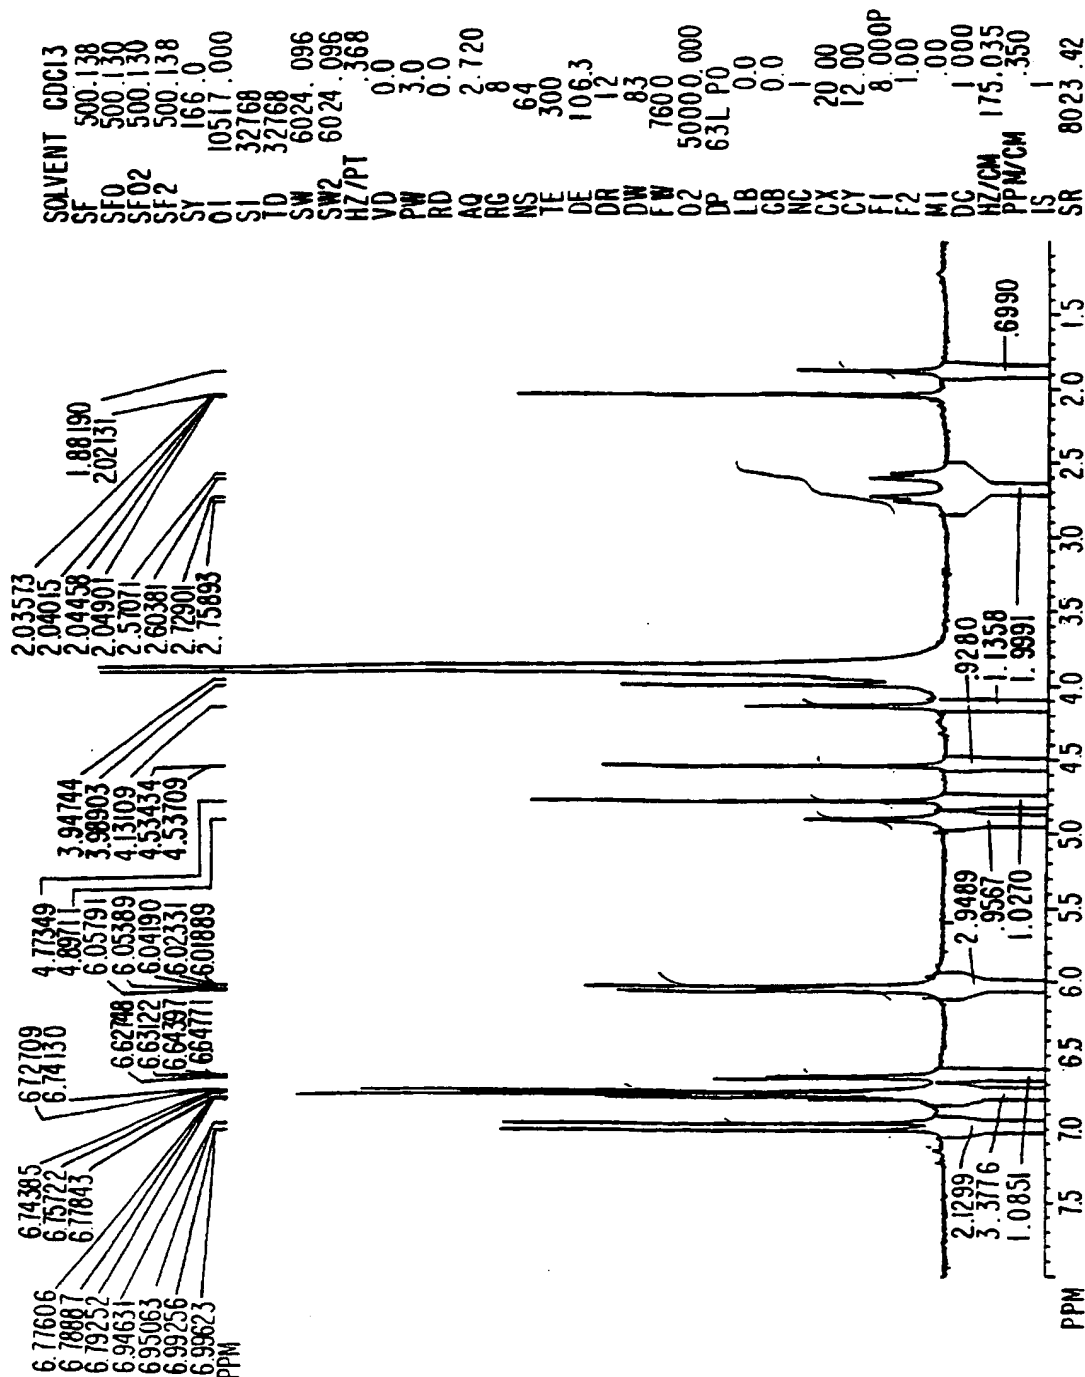 SOLVENT CDCl3
SF 500.138
SFO 500.130
SFO2 500.130
SF2 500.138
SY 166.0
O1 10517.000
S1 32768
TD 32768
SW 6024.096
SW2 6024.096
HZ/PT .368
VD 0.0
PW 3.0
RD 0.0
AQ 2.720
RG 8
NS 64
TE 300
DE 106.3
DR 12
DW 83
FW 7600
O2 50000.000
DP 63L P0
LB 0.0
GB 0.0
NC 1
CX 20.00
CY 12.00
F1 8.000P
F2 1.00
M1 .00
DC 1.000
HZ/CM 175.035
PPM/CM .350
IS 1
SR 8023.42
1.88190
2.02131
2.03573
2.04015
2.04458
2.04901
2.57071
2.60381
2.72901
2.75893
3.94744
3.98903
4.13109
4.53434
4.53709
4.77349
4.89711
6.05791
6.05389
6.04190
6.02331
6.01889
6.62748
6.63122
6.64397
6.64771
6.72709
6.74130
6.74385
6.75722
6.77843
6.77606
6.78887
6.79252
6.94631
6.95063
6.99256
6.99623
PPM
.6990
.9280
1.1358
1.9991
2.9489
.9567
1.0270
2.1299
3.3776
1.0851
1.5
2.0
2.5
3.0
3.5
4.0
4.5
5.0
5.5
6.0
6.5
7.0
7.5
PPM